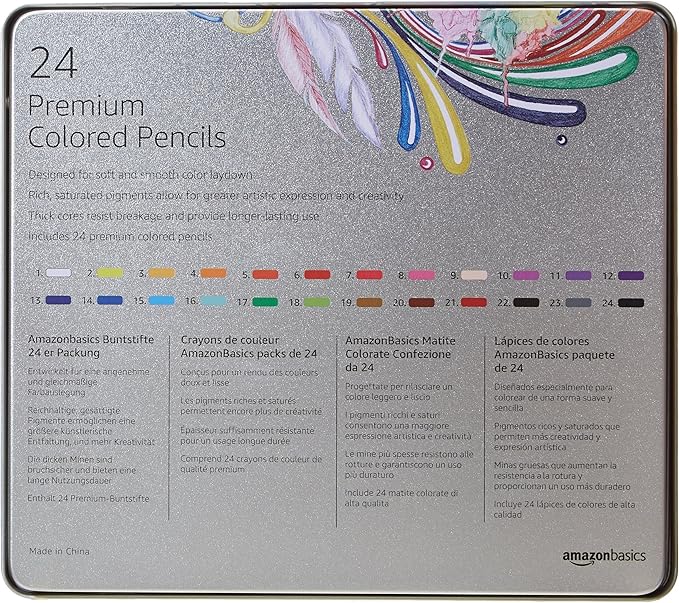 24
Premium
Colored Pencils
Designed for soft and smooth color laydown
Rich, saturated pigments allow for greater artistic expression and creativity
Thick cores resist breakage and provide longer-lasting use
Includes 24 premium colored pencils
1. 2. 3. 4. 5. 6. 7. 8. 9. 10. 11. 12.
13. 14. 15. 16. 17. 18. 19. 20. 21. 22. 23. 24.
Amazonbasics Buntstifte
24 er Packung
Entwickelt für eine angenehme
und gleichmäßige
Farbauslegung
Reichhaltige, gesättigte
Pigmente ermöglichen eine
größere künstlerische
Entfaltung, und mehr Kreativität
Die dicken Minen sind
bruchsicher und bieten eine
lange Nutzungsdauer
Enthält 24 Premium-Buntstifte
Crayons de couleur
AmazonBasics packs de 24
Conçus pour un rendu des couleurs
doux et lisse
Les pigments riches et saturés
permettent encore plus de créativité
Epaisseur suffisamment résistante
pour un usage longue durée
Comprend 24 crayons de couleur de
qualité premium
AmazonBasics Matite
Colorate Confezione
da 24
Progettate per rilasciare un
colore leggero e liscio
I pigmenti ricchi e saturi
consentono una maggiore
espressione artistica e creatività
Le mine più spesse resistono alle
rotture e garantiscono un uso
più duraturo
Include 24 matite colorate di
alta qualita
Lápices de colores
AmazonBasics paquete
de 24
Diseñados especialmente para
colorear de una forma suave y
sencilla
Pigmentos ricos y saturados que
permiten más creatividad y
expresión artística
Minas gruesas que aumentan la
resistencia a la rotura y
proporcionan un uso más duradero
Incluye 24 lápices de colores de alta
calidad
Made in China
amazonbasics